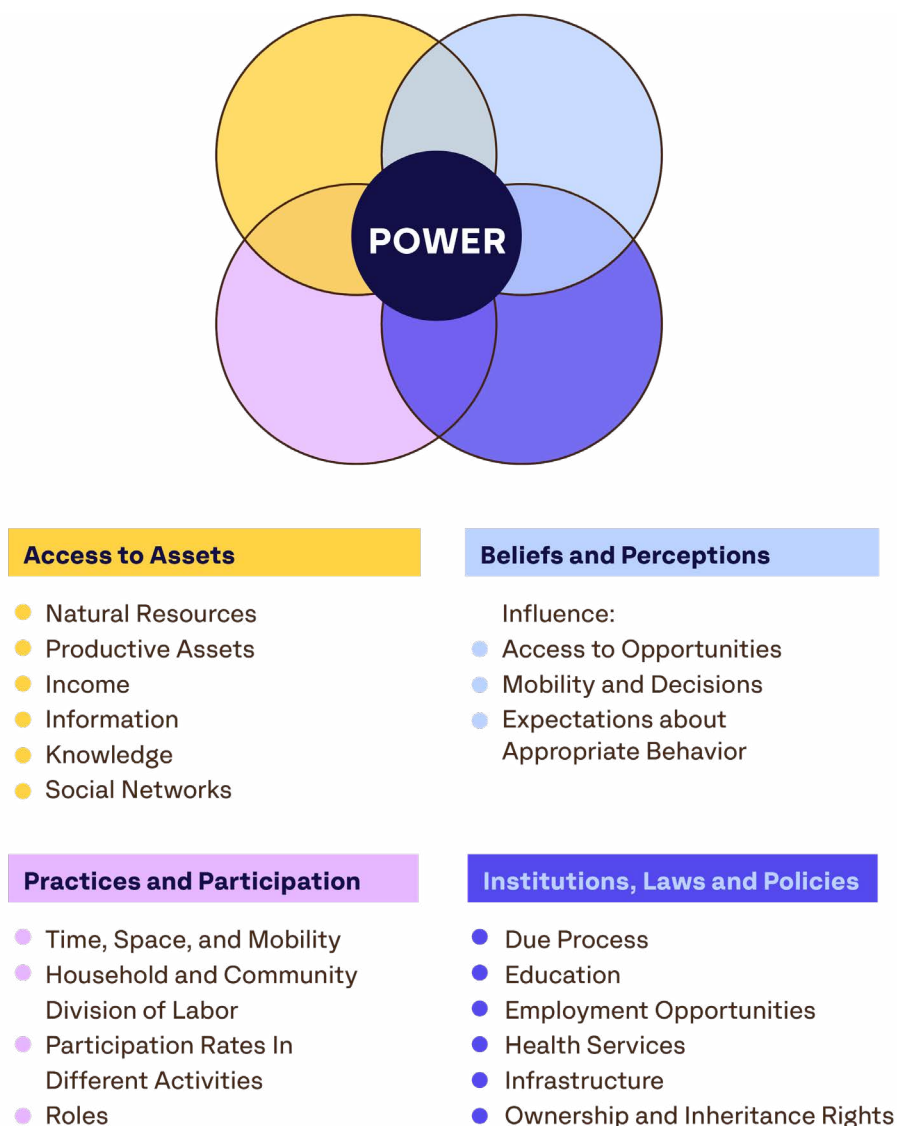 POWER
Access to Assets
Natural Resources
Productive Assets
Income
Information
Knowledge
Social Networks
Beliefs and Perceptions
Influence:
Access to Opportunities
Mobility and Decisions
Expectations about
Appropriate Behavior
Practices and Participation
Time, Space, and Mobility
Household and Community
Division of Labor
Participation Rates In
Different Activities
Roles
Institutions, Laws and Policies
Due Process
Education
Employment Opportunities
Health Services
Infrastructure
Ownership and Inheritance Rights